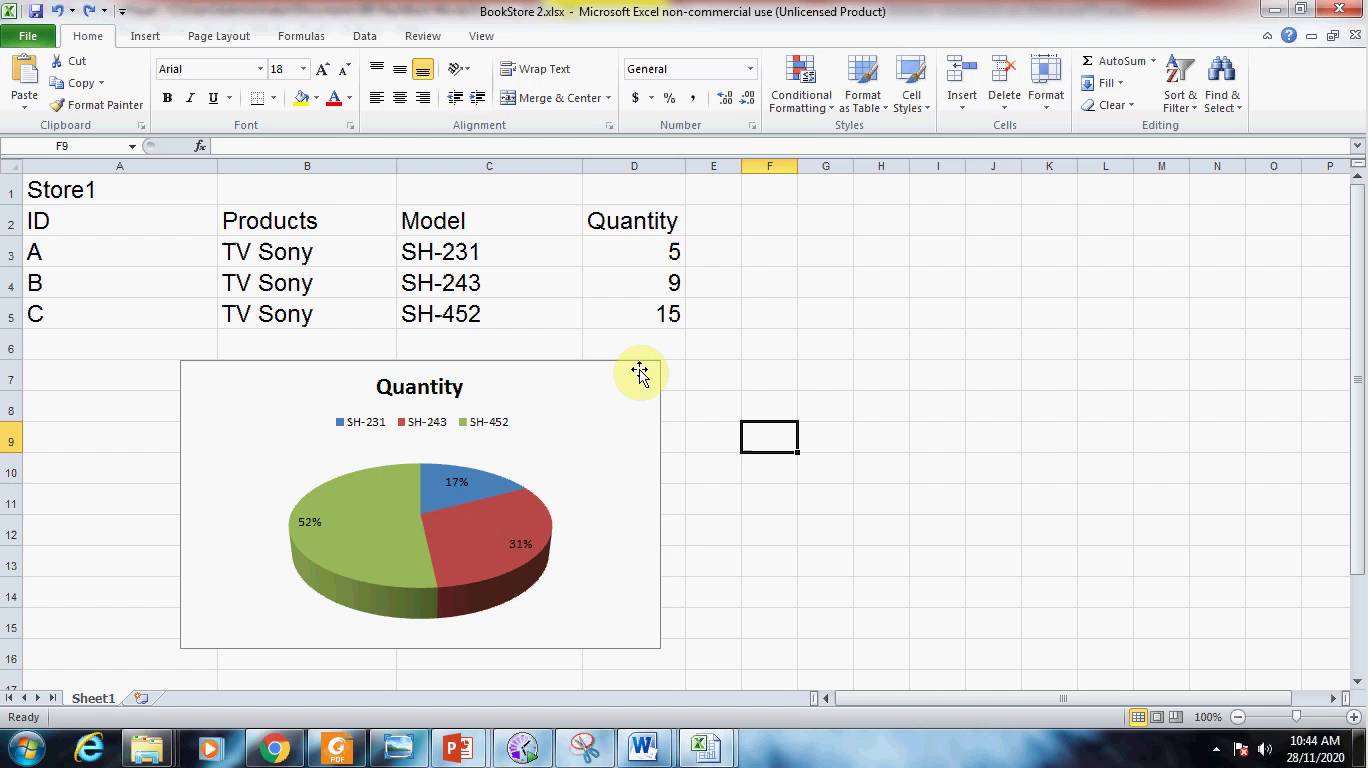 BookStore 2.xlsx - Microsoft Excel non-commercial use (Unlicensed Product)
File Home Insert Page Layout Formulas Data Review View
Paste
Cut
Copy
Format Painter
Clipboard
Arial 18
B I U
Font
Wrap Text
Merge & Center
Alignment
General
$ % ,
Number
Conditional Formatting
Format as Table
Cell Styles
Styles
Insert Delete Format
Cells
Σ AutoSum
Fill
Clear
Sort & Filter
Find & Select
Editing
F9 fx
A B C D E F G H I J K L M N O P
1 Store1
2 ID Products Model Quantity
3 A TV Sony SH-231 5
4 B TV Sony SH-243 9
5 C TV Sony SH-452 15
6
7
8
9
10
11
12
13
14
15
16
17
Quantity
SH-231 SH-243 SH-452
17%
52%
31%
Sheet1
Ready 100%
PDF
10:44 AM
28/11/2020